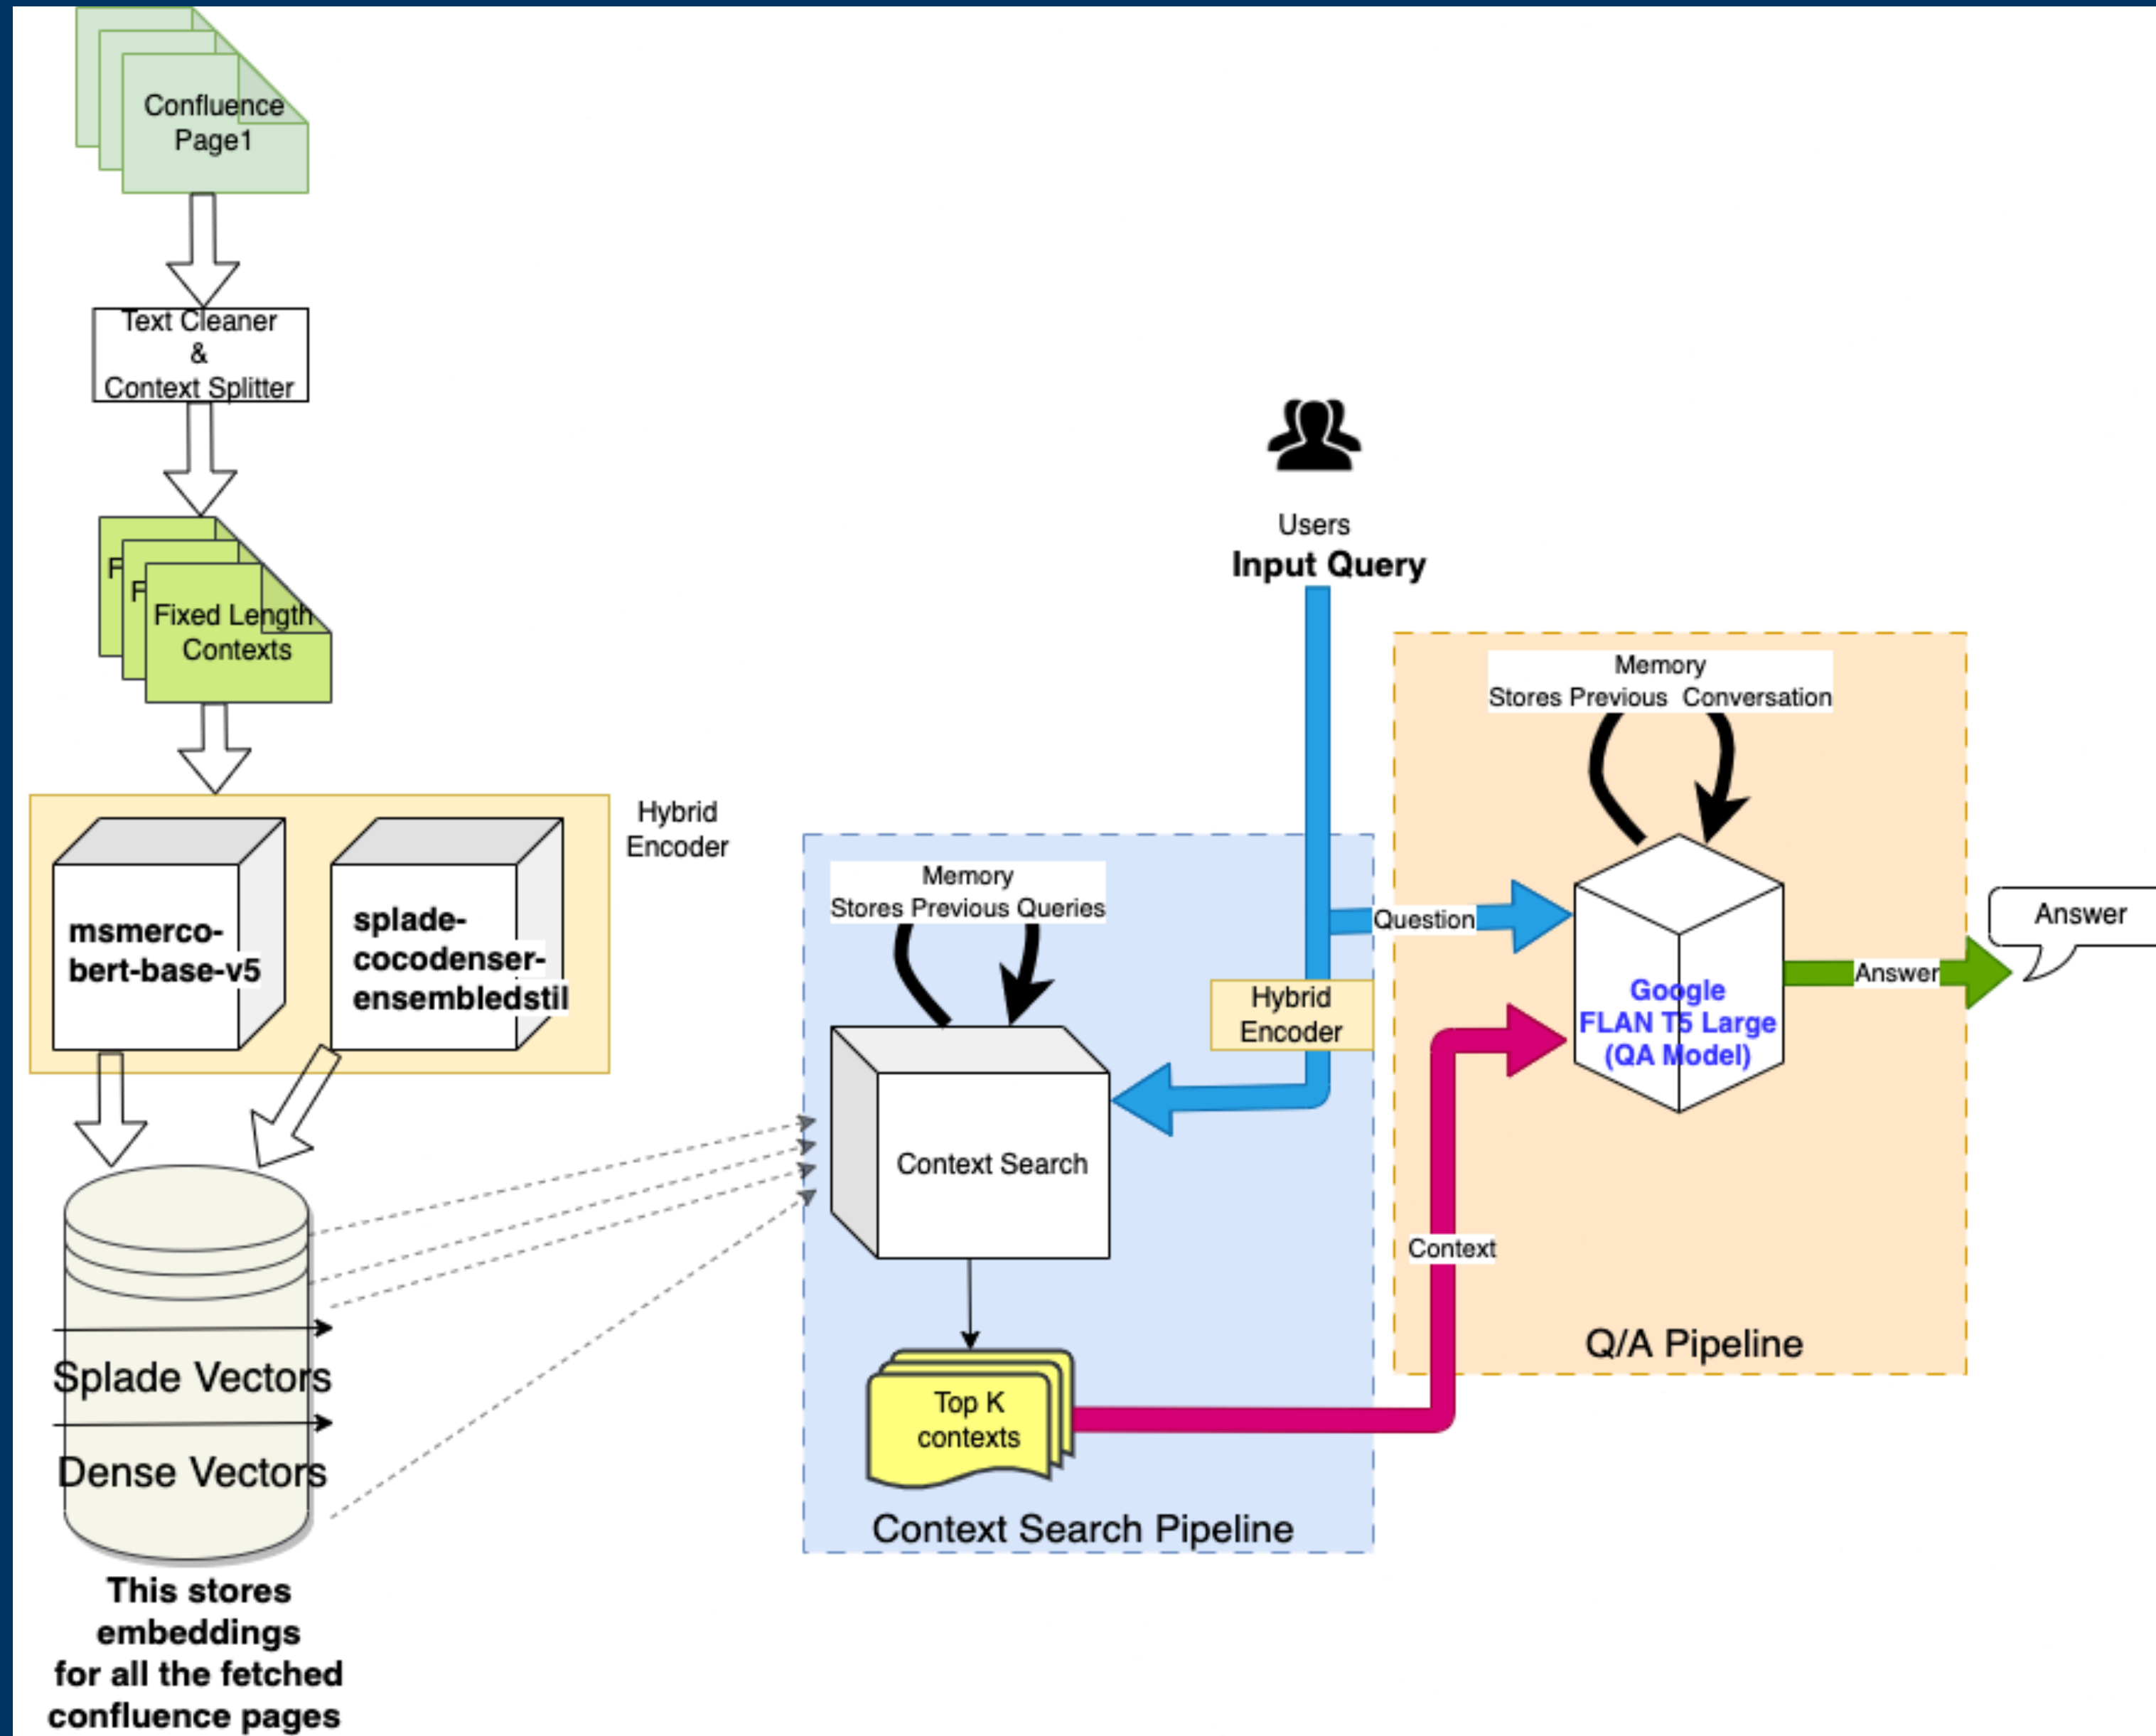 Confluence
Page1
Text Cleaner
&
Context Splitter
F
F
Fixed Length
Contexts
Hybrid
Encoder
msmerco-
bert-base-v5
splade-
cocodenser-
ensembledstil
Splade Vectors
Dense Vectors
This stores
embeddings
for all the fetched
confluence pages
Users
Input Query
Memory
Stores Previous Queries
Hybrid
Encoder
Context Search
Top K
contexts
Context Search Pipeline
Memory
Stores Previous  Conversation
Question
Google
FLAN T5 Large
(QA Model)
Context
Q/A Pipeline
Answer
Answer